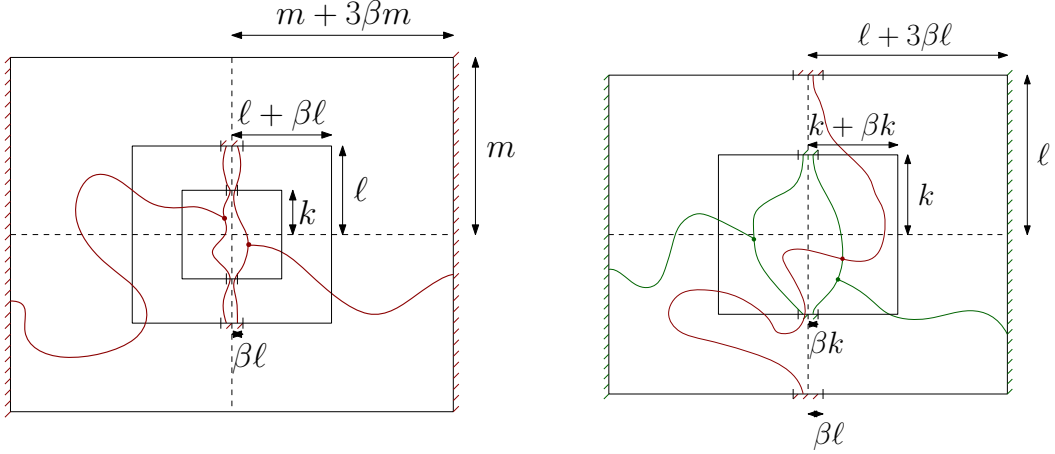 m + 3βm
ℓ + βℓ
m
ℓ
k
βℓ
ℓ + 3βℓ
k + βk
ℓ
k
βk
βℓ